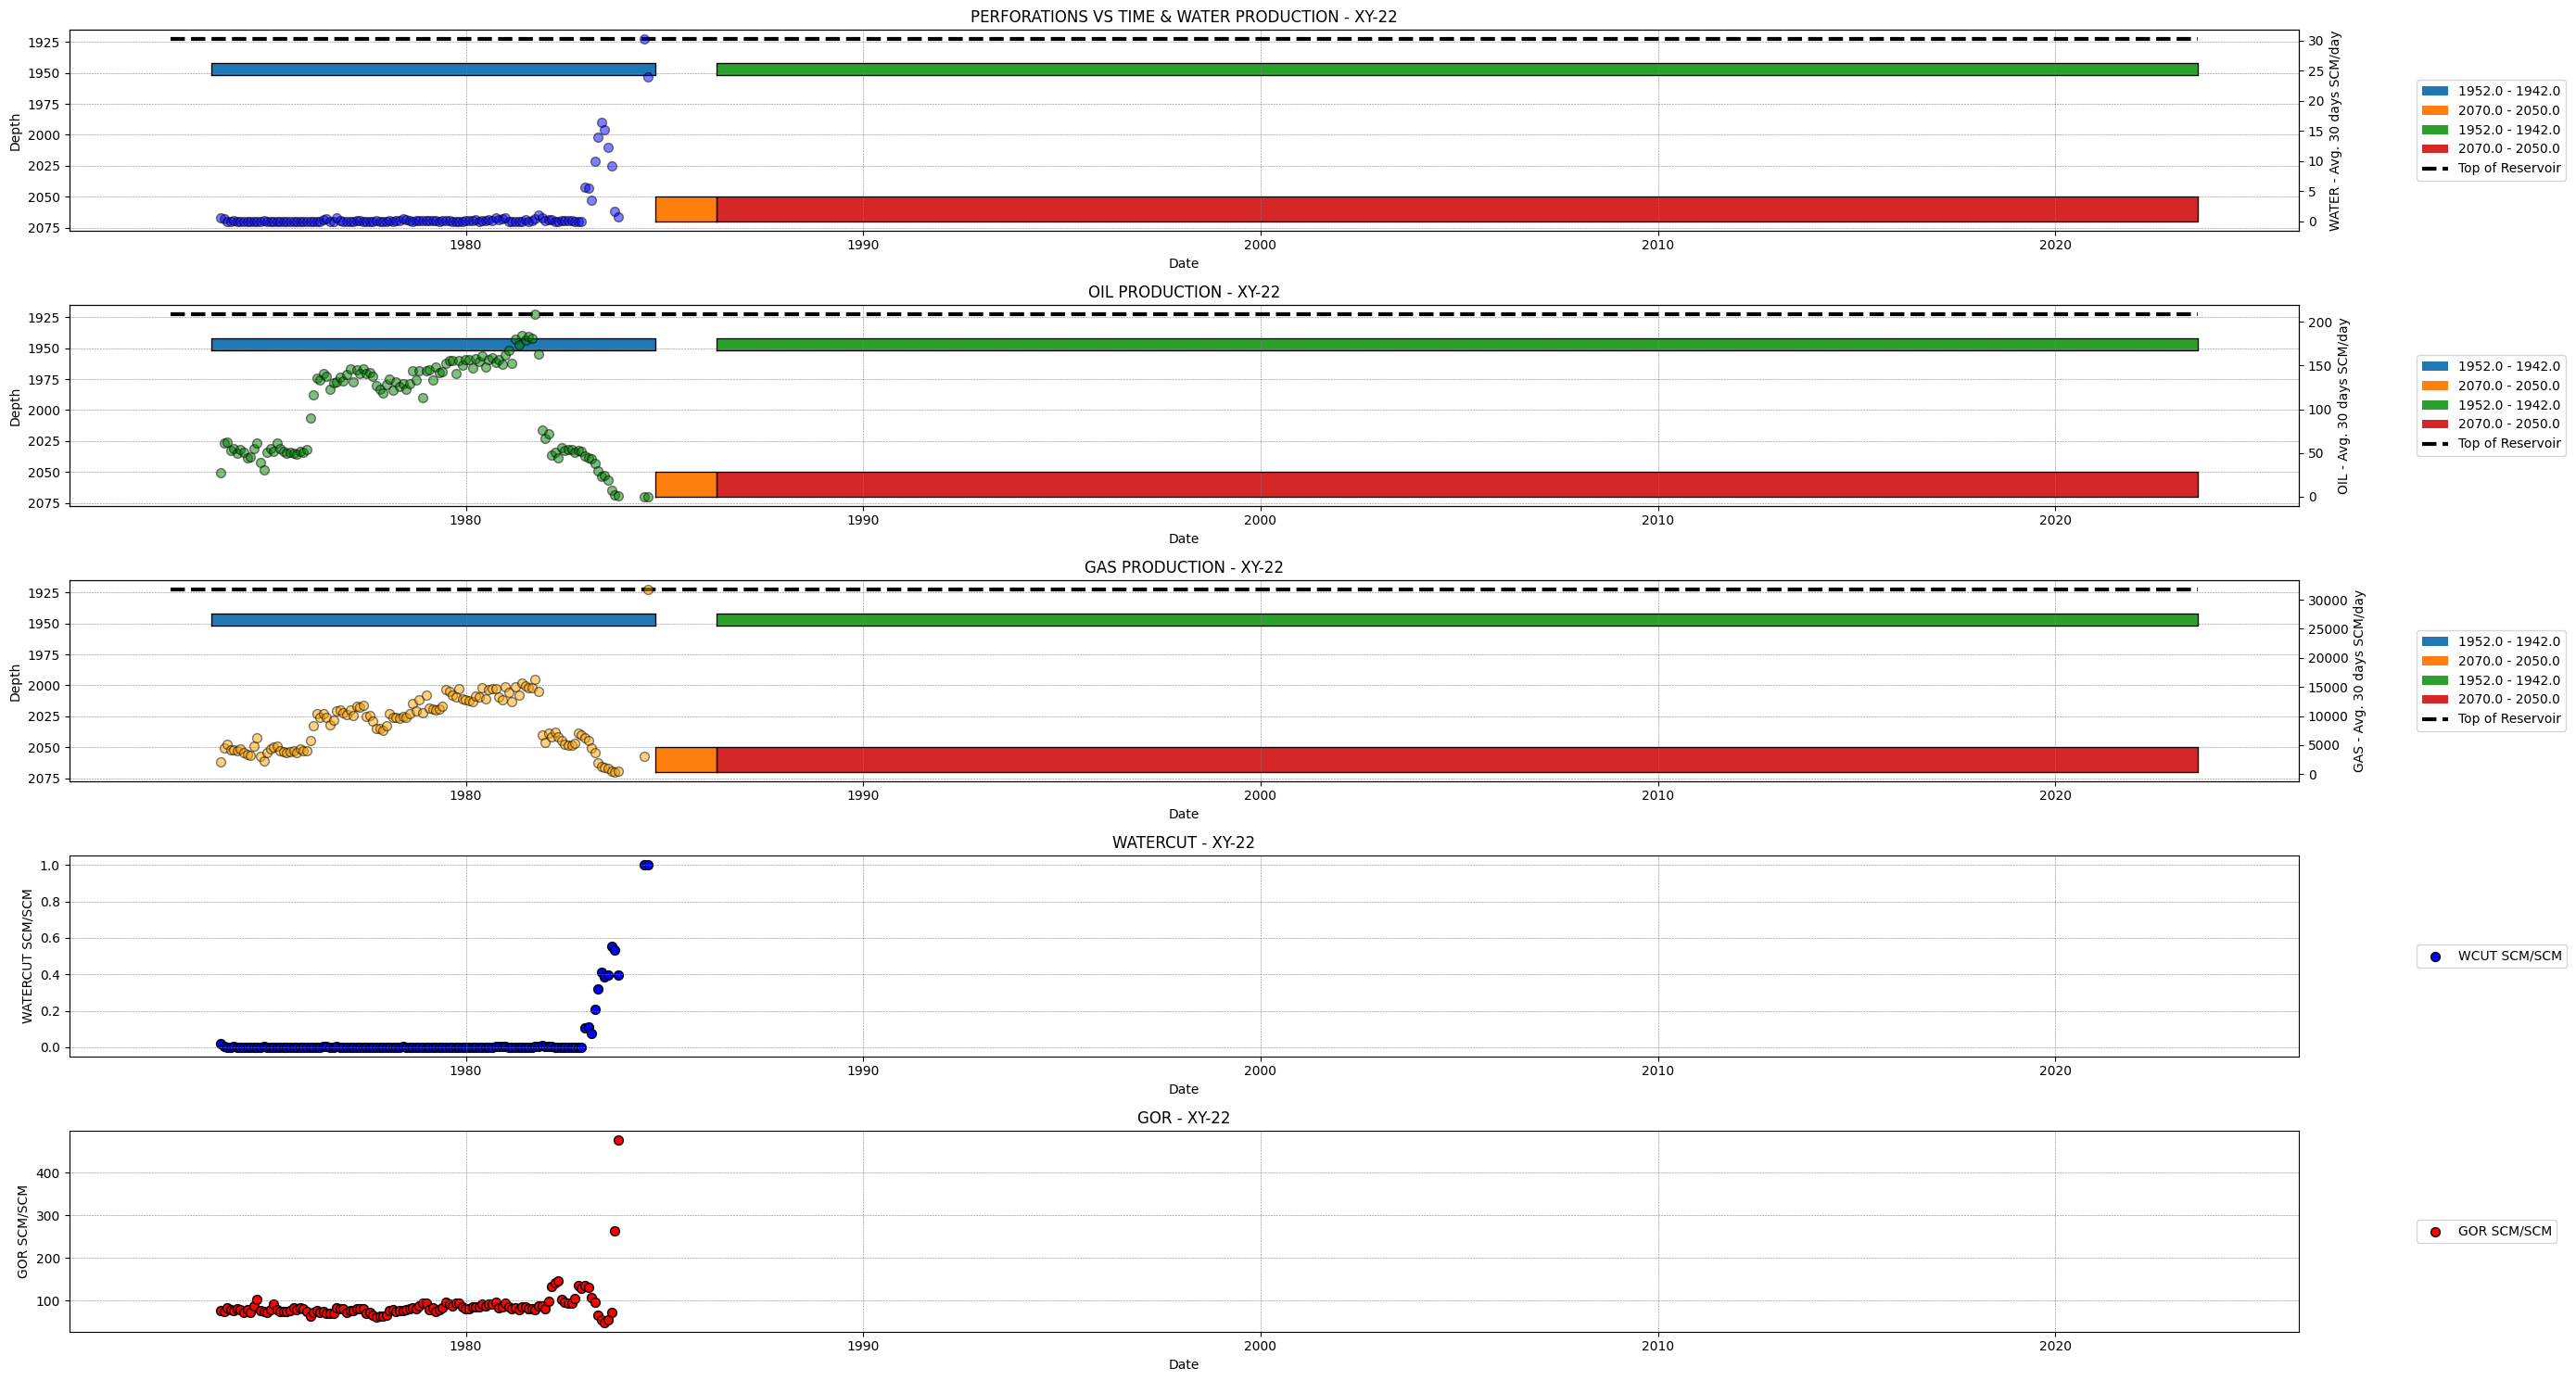 PERFORATIONS VS TIME & WATER PRODUCTION - XY-22
Depth
1925
1950
1975
2000
2025
2050
2075
1980 1990 2000 2010 2020
Date
30
25
20
15
10
5
0
WATER - Avg. 30 days SCM/day
1952.0 - 1942.0
2070.0 - 2050.0
1952.0 - 1942.0
2070.0 - 2050.0
Top of Reservoir
OIL PRODUCTION - XY-22
Depth
1925
1950
1975
2000
2025
2050
2075
1980 1990 2000 2010 2020
Date
200
150
100
50
0
OIL - Avg. 30 days SCM/day
1952.0 - 1942.0
2070.0 - 2050.0
1952.0 - 1942.0
2070.0 - 2050.0
Top of Reservoir
GAS PRODUCTION - XY-22
Depth
1925
1950
1975
2000
2025
2050
2075
1980 1990 2000 2010 2020
Date
30000
25000
20000
15000
10000
5000
0
GAS - Avg. 30 days SCM/day
1952.0 - 1942.0
2070.0 - 2050.0
1952.0 - 1942.0
2070.0 - 2050.0
Top of Reservoir
WATERCUT - XY-22
WATERCUT SCM/SCM
1.0
0.8
0.6
0.4
0.2
0.0
1980 1990 2000 2010 2020
Date
WCUT SCM/SCM
GOR - XY-22
GOR SCM/SCM
400
300
200
100
1980 1990 2000 2010 2020
Date
GOR SCM/SCM